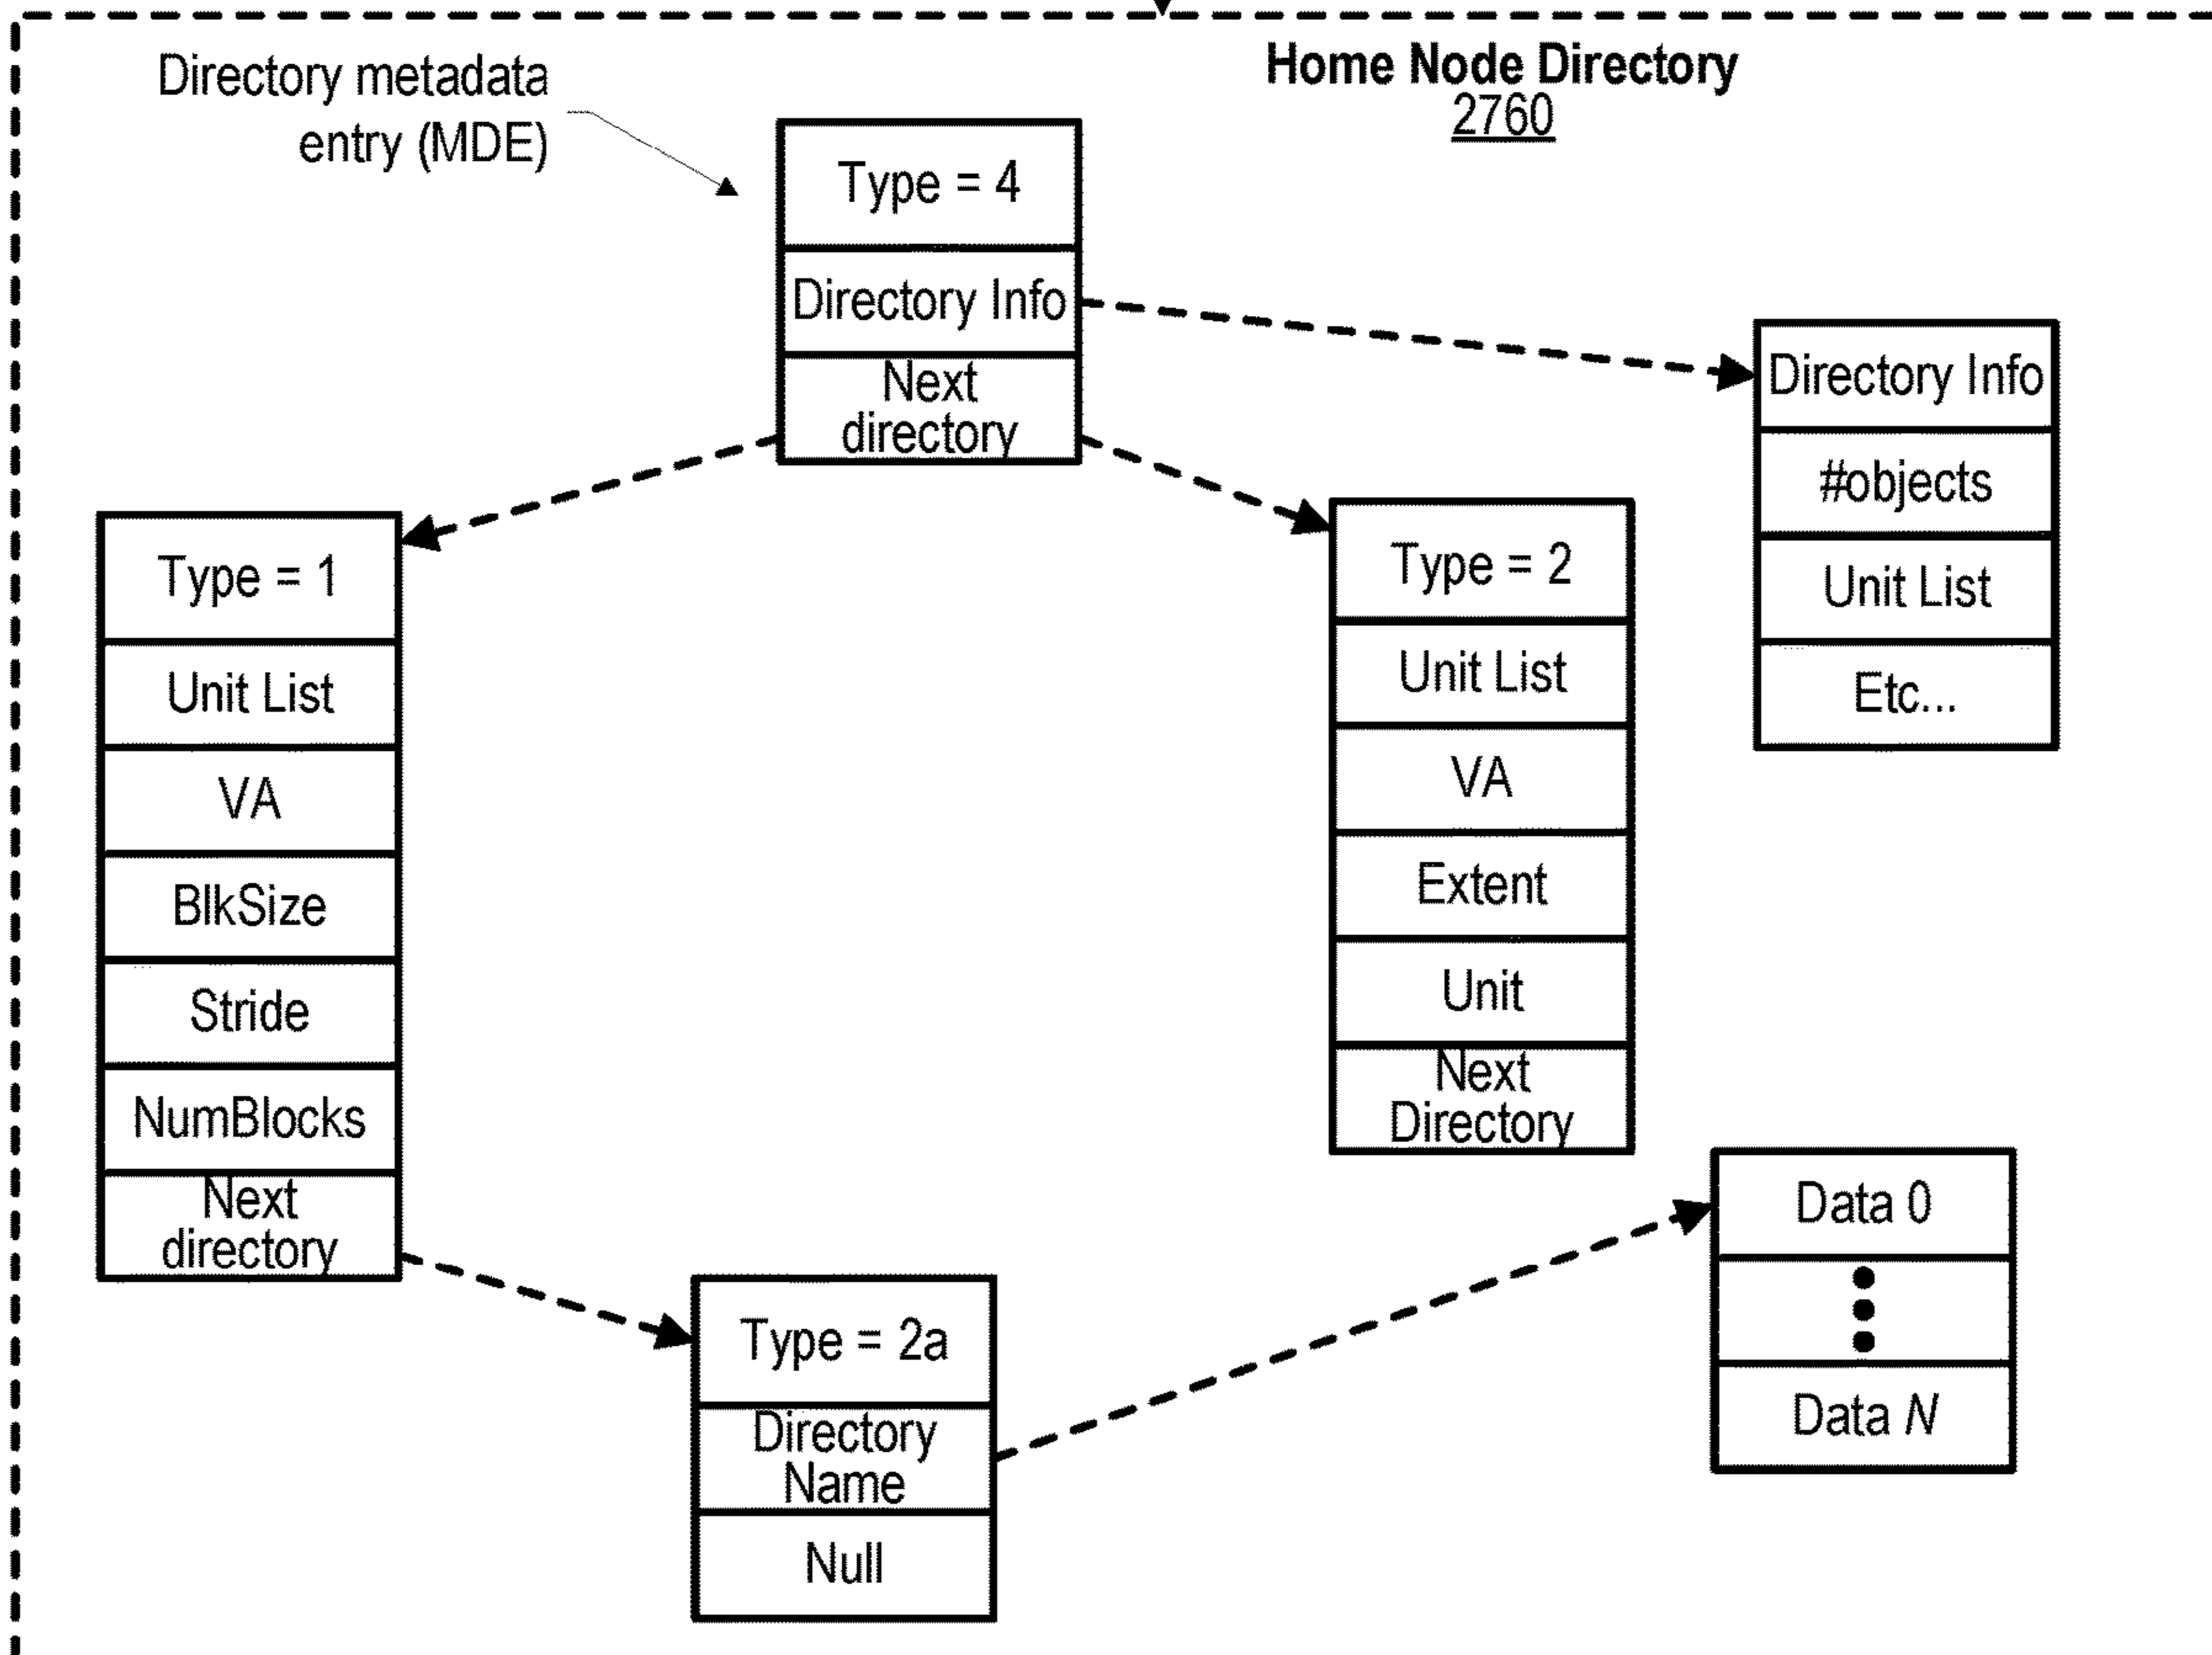 Home Node Directory
2760
Directory metadata
entry (MDE)
Type = 4
Directory Info
Next
directory
Directory Info
#objects
Unit List
Etc...
Type = 1
Unit List
VA
BlkSize
Stride
NumBlocks
Next
directory
Type = 2
Unit List
VA
Extent
Unit
Next
Directory
Type = 2a
Directory
Name
Null
Data 0
Data N